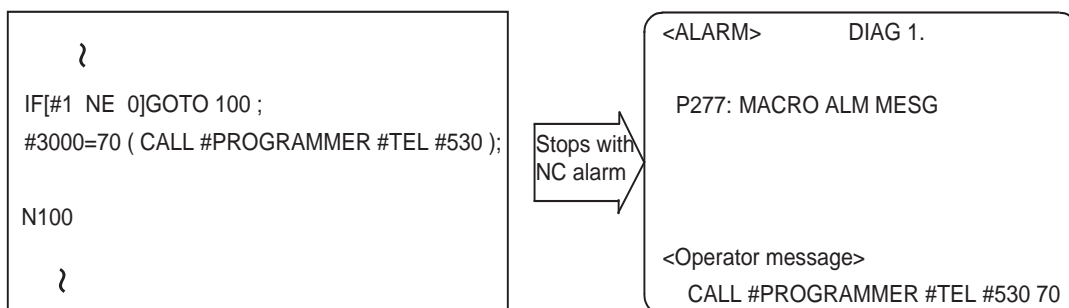 IF[#1 NE 0]GOTO 100 ;
#3000=70 ( CALL #PROGRAMMER #TEL #530 );
N100
Stops with
NC alarm
<ALARM> DIAG 1.
P277: MACRO ALM MESG
<Operator message>
CALL #PROGRAMMER #TEL #530 70